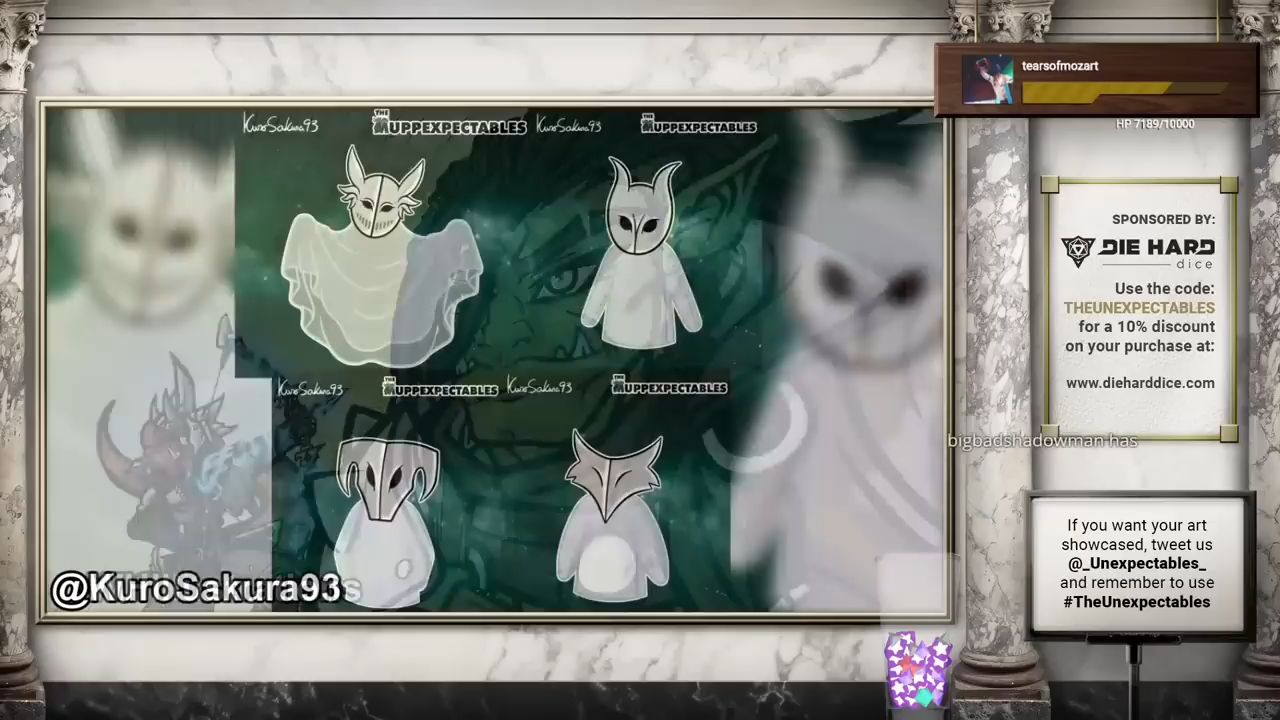 tearsofmozart
HP 7189/10000
KuroSakura93
THE MUPPEXPECTABLES
KuroSakura93
THE MUPPEXPECTABLES
KuroSakura93
THE MUPPEXPECTABLES
KuroSakura93
THE MUPPEXPECTABLES
@KuroSakura93s
SPONSORED BY:
DIE HARD
dice
Use the code:
THEUNEXPECTABLES
for a 10% discount
on your purchase at:
www.dieharddice.com
bigbadshadowman has
If you want your art
showcased, tweet us
@_Unexpectables_
and remember to use
#TheUnexpectables